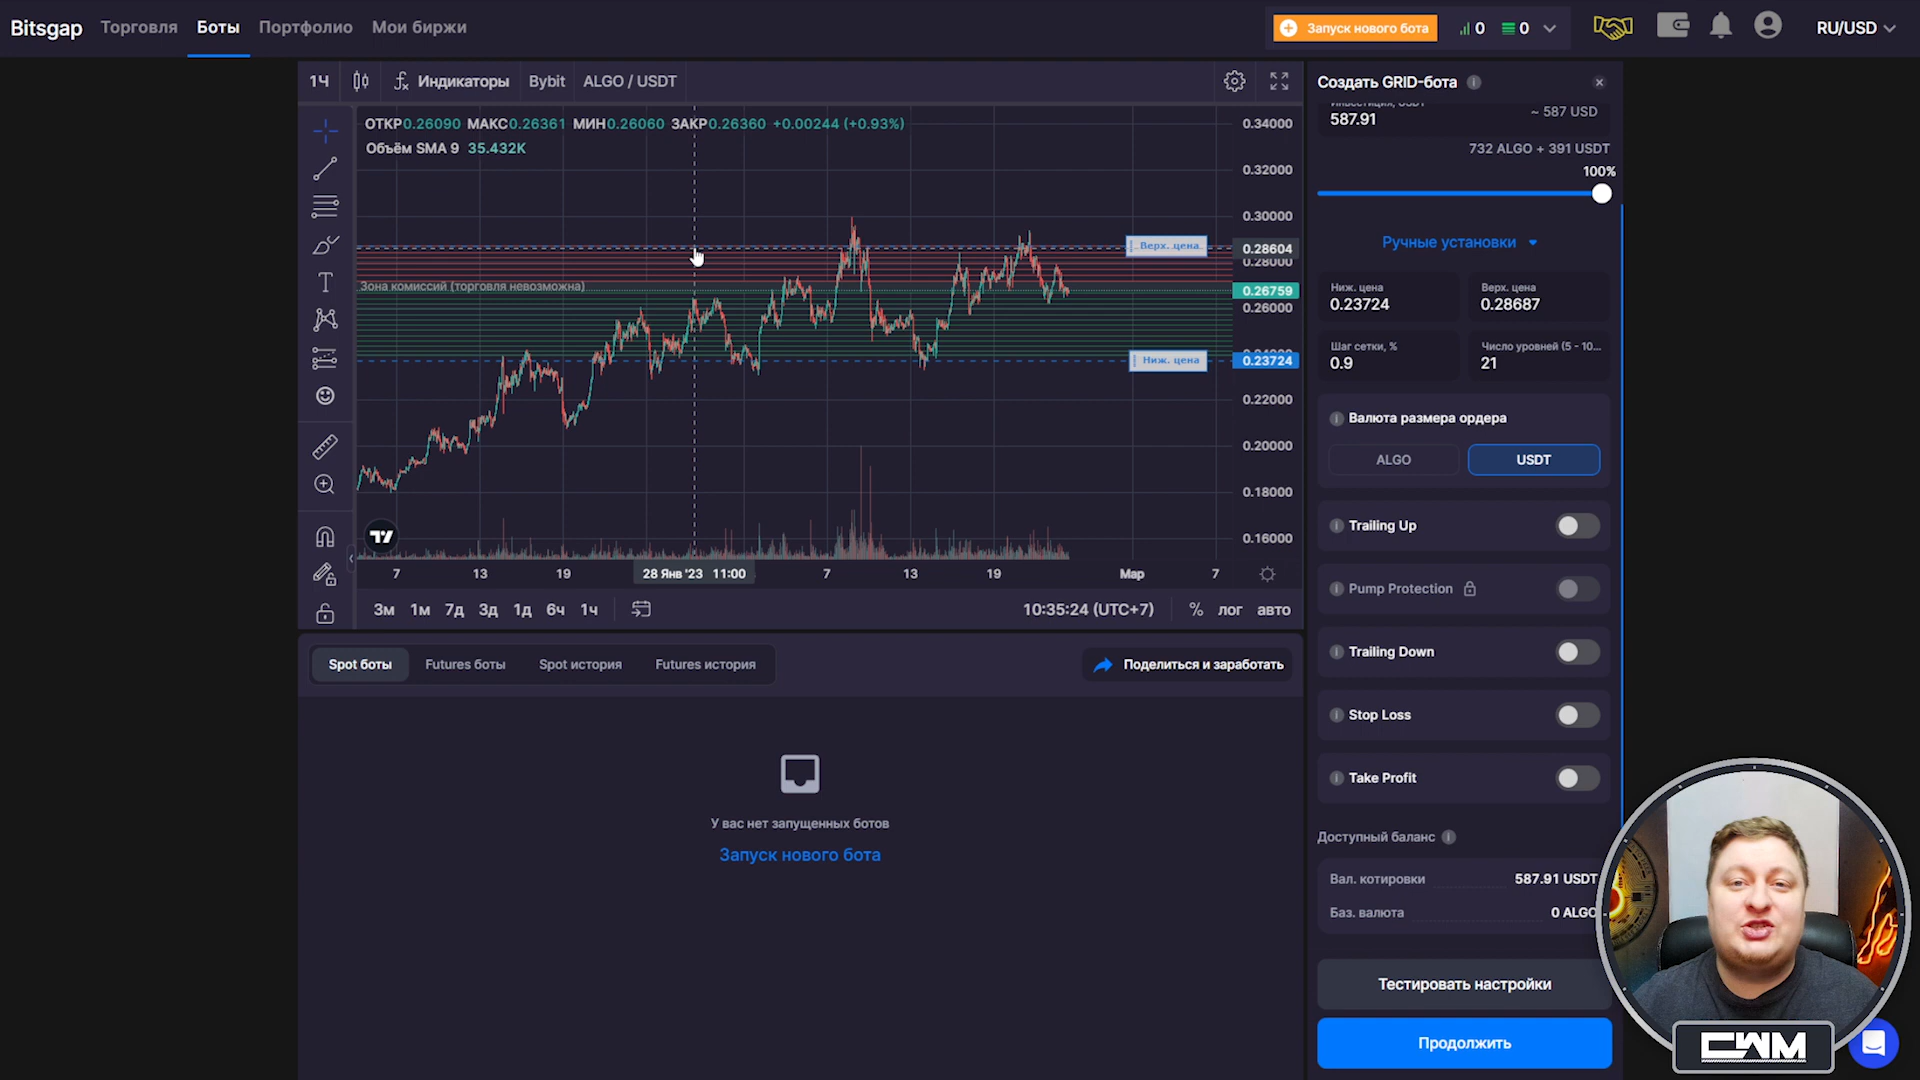 Bitsgap Торговля Боты Портфолио Мои биржи Запуск нового бота 0 0 RU/USD
1Ч Индикаторы Bybit ALGO / USDT
ОТКР0.26090 МАКС0.26361 МИН0.26060 ЗАКР0.26360 +0.00244 (+0.93%)
Объём SMA 9 35.432K
0.34000
0.32000
0.30000
Верх. цена 0.28604
0.28000
Зона комиссий (торговля невозможна) 0.26759
0.26000
Ниж. цена 0.23724
0.22000
0.20000
0.18000
0.16000
7 13 19 28 Янв '23 11:00 7 13 19 Мар 7
3м 1м 7д 3д 1д 6ч 1ч 10:35:24 (UTC+7) % лог авто
Spot боты Futures боты Spot история Futures история Поделиться и заработать
У вас нет запущенных ботов
Запуск нового бота
Создать GRID-бота
Инвестиция, USDT
587.91 ~ 587 USD
732 ALGO + 391 USDT
100%
Ручные установки
Ниж. цена Верх. цена
0.23724 0.28687
Шаг сетки, % Число уровней (5 - 10...
0.9 21
Валюта размера ордера
ALGO USDT
Trailing Up
Pump Protection
Trailing Down
Stop Loss
Take Profit
Доступный баланс
Вал. котировки 587.91 USDT
Баз. валюта 0 ALGO
Тестировать настройки
Продолжить
CWM